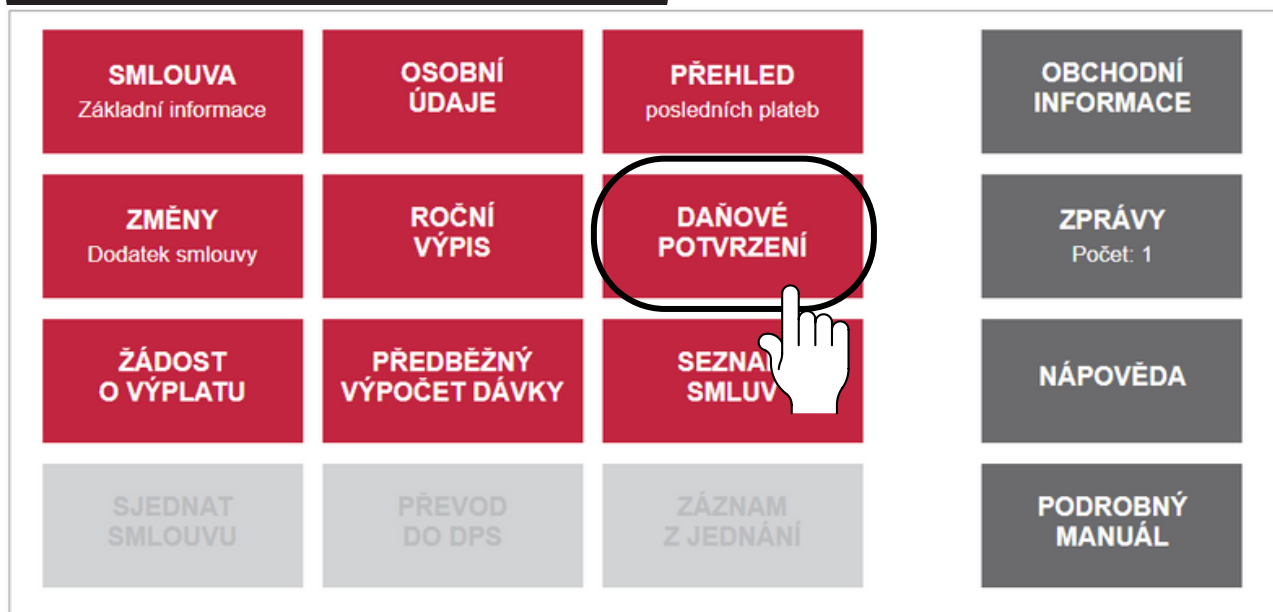 SMLOUVA
Základní informace
OSOBNÍ
ÚDAJE
PŘEHLED
posledních plateb
OBCHODNÍ
INFORMACE
ZMĚNY
Dodatek smlouvy
ROČNÍ
VÝPIS
DAŇOVÉ
POTVRZENÍ
ZPRÁVY
Počet: 1
ŽÁDOST
O VÝPLATU
PŘEDBĚŽNÝ
VÝPOČET DÁVKY
SMLUV
NÁPOVĚDA
SJEDNAT
SMLOUVU
PŘEVOD
DO DPS
ZÁZNAM
Z JEDNÁNÍ
PODROBNÝ
MANUÁL